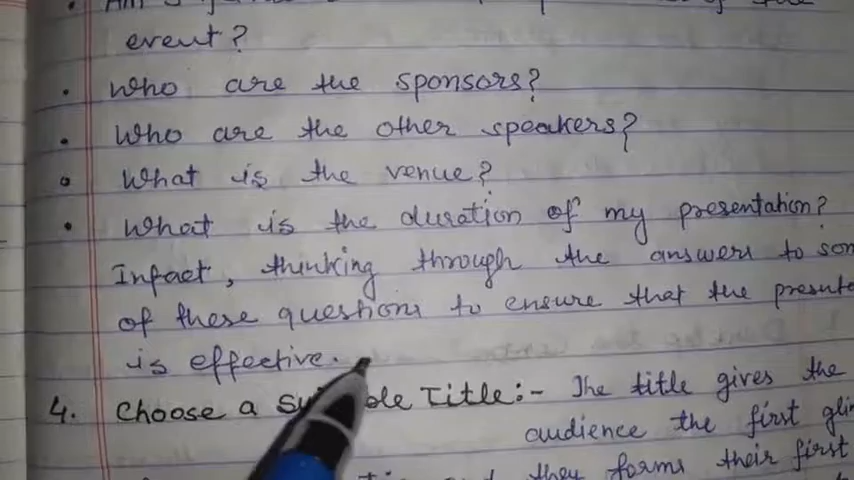 event?
• Who are the sponsors?
• Who are the other speakers?
• What is the venue?
• What is the duration of my presentation?
Infact, thinking through the answers to
of these questions to ensure that the
is effective.
4. Choose a Title:- The title gives the
audience the first
they forms their first